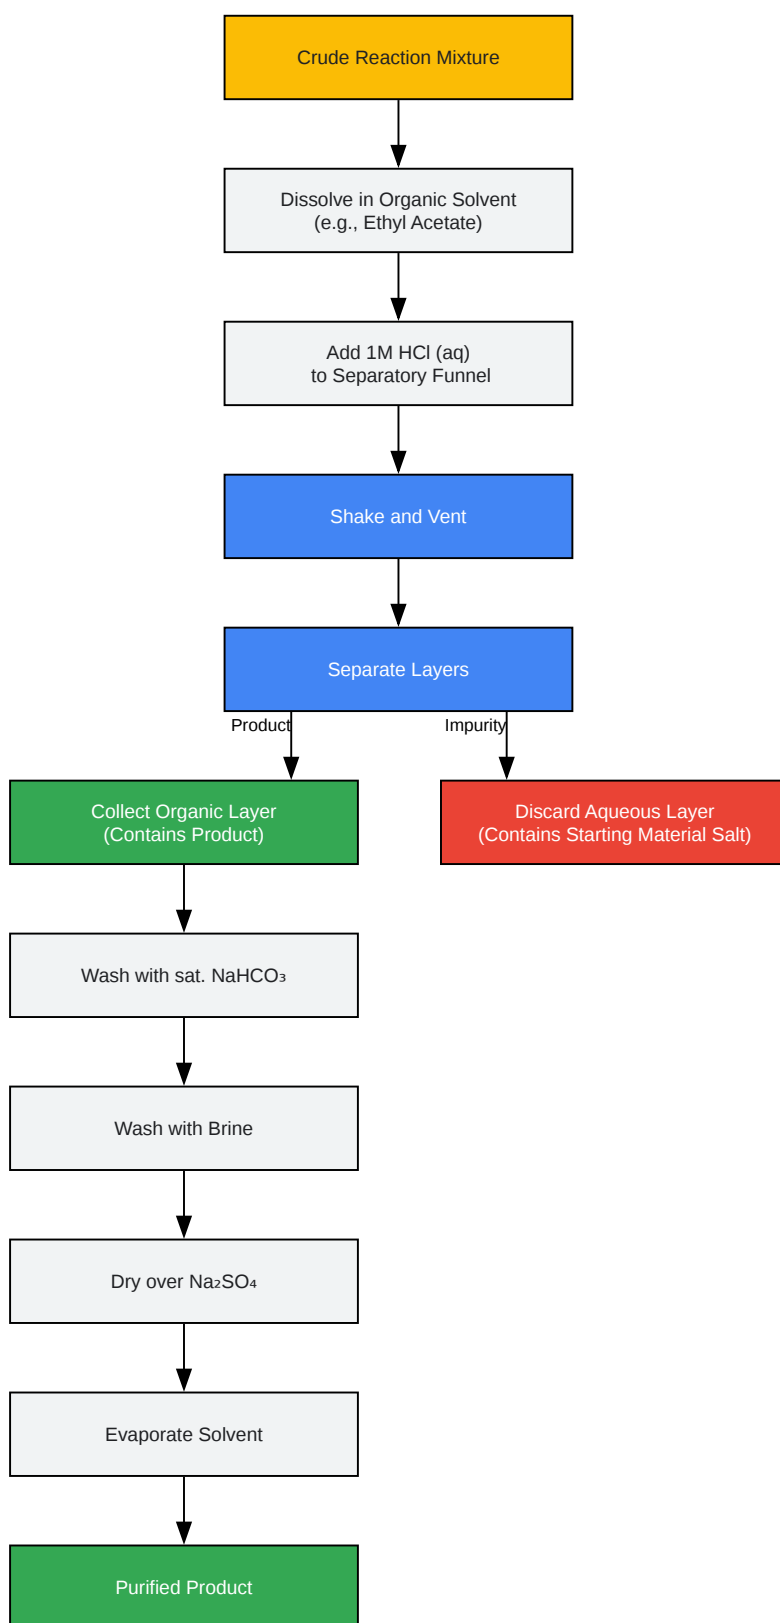 Crude Reaction Mixture
Dissolve in Organic Solvent
(e.g., Ethyl Acetate)
Add 1M HCl (aq)
to Separatory Funnel
Shake and Vent
Separate Layers
Product
Impurity
Collect Organic Layer
(Contains Product)
Discard Aqueous Layer
(Contains Starting Material Salt)
Wash with sat. NaHCO₃
Wash with Brine
Dry over Na₂SO₄
Evaporate Solvent
Purified Product